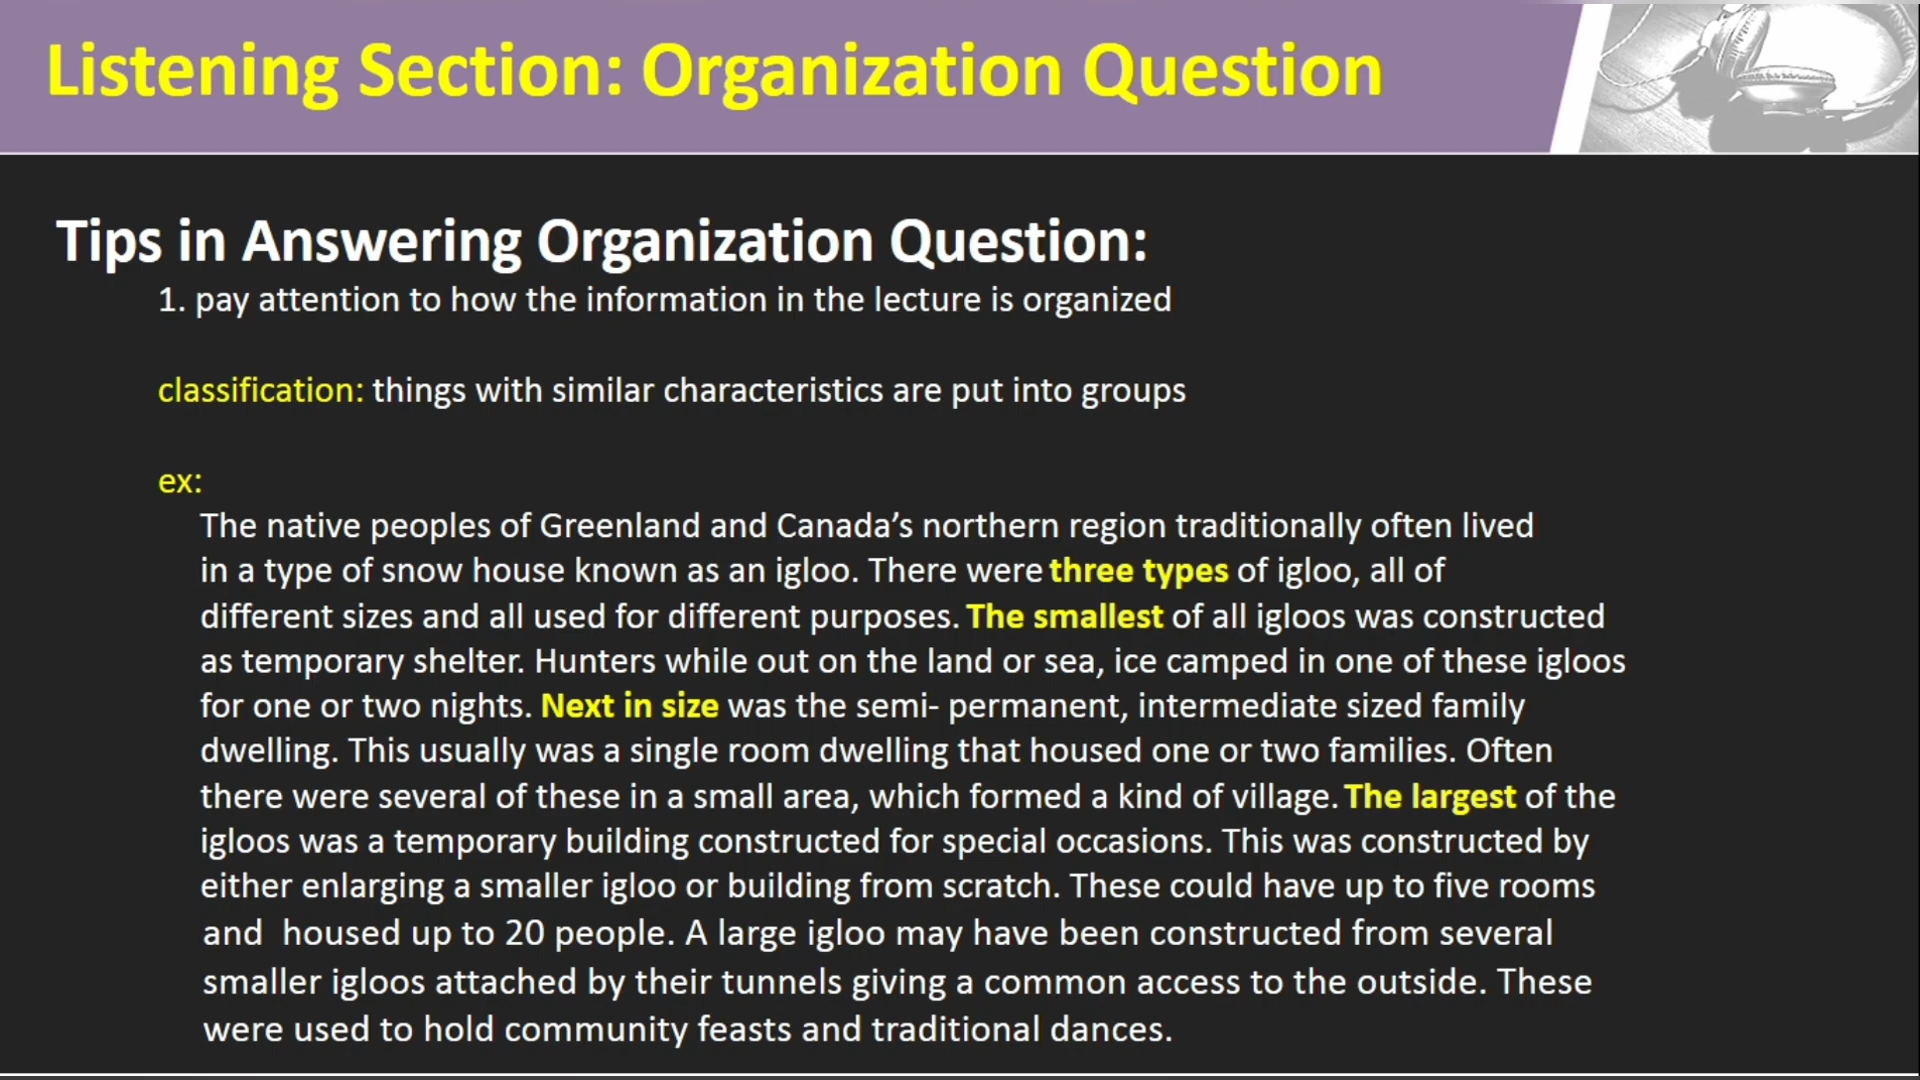 Listening Section: Organization Question
Tips in Answering Organization Question:
1. pay attention to how the information in the lecture is organized
classification: things with similar characteristics are put into groups
ex:
The native peoples of Greenland and Canada’s northern region traditionally often lived
in a type of snow house known as an igloo. There were three types of igloo, all of
different sizes and all used for different purposes. The smallest of all igloos was constructed
as temporary shelter. Hunters while out on the land or sea, ice camped in one of these igloos
for one or two nights. Next in size was the semi- permanent, intermediate sized family
dwelling. This usually was a single room dwelling that housed one or two families. Often
there were several of these in a small area, which formed a kind of village. The largest of the
igloos was a temporary building constructed for special occasions. This was constructed by
either enlarging a smaller igloo or building from scratch. These could have up to five rooms
and  housed up to 20 people. A large igloo may have been constructed from several
smaller igloos attached by their tunnels giving a common access to the outside. These
were used to hold community feasts and traditional dances.